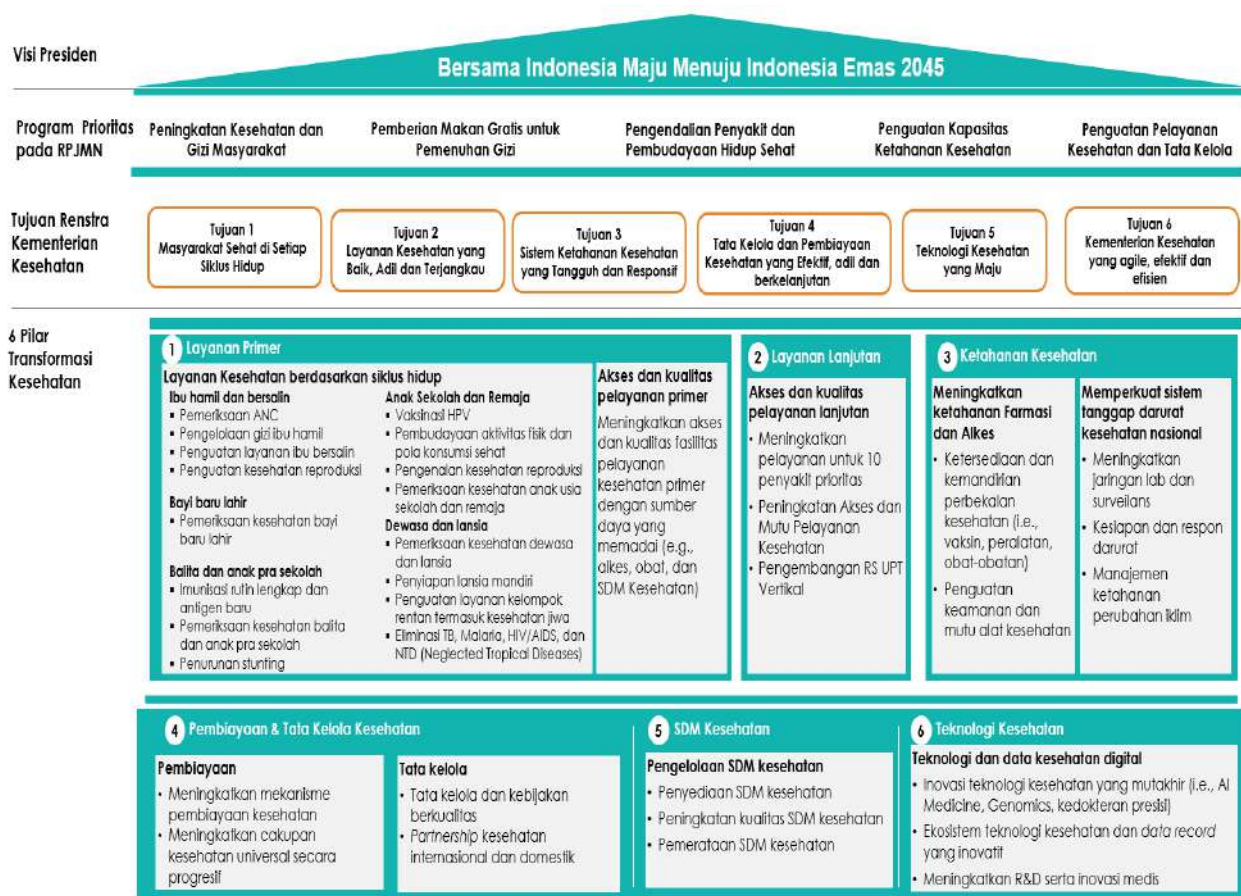 Visi Presiden
Bersama Indonesia Maju Menuju Indonesia Emas 2045
Program Prioritas
pada RPJMN
Peningkatan Kesehatan dan
Gizi Masyarakat
Pemberian Makan Gratis untuk
Pemenuhan Gizi
Pengendalian Penyakit dan
Pembudayaan Hidup Sehat
Penguatan Kapasitas
Ketahanan Kesehatan
Penguatan Pelayanan
Kesehatan dan Tata Kelola
Tujuan Renstra
Kementerian
Kesehatan
Tujuan 1
Masyarakat Sehat di Setiap
Siklus Hidup
Tujuan 2
Layanan Kesehatan yang
Baik, Adil dan Terjangkau
Tujuan 3
Sistem Ketahanan Kesehatan
yang Tangguh dan Responsif
Tujuan 4
Tata Kelola dan Pembiayaan
Kesehatan yang Efektif, adil dan
berkelanjutan
Tujuan 5
Teknologi Kesehatan
yang Maju
Tujuan 6
Kementerian Kesehatan
yang agile, efektif dan
efisien
6 Pilar
Transformasi
Kesehatan
1 Layanan Primer
Layanan Kesehatan berdasarkan siklus hidup
Ibu hamil dan bersalin
▪ Pemeriksaan ANC
▪ Pengelolaan gizi ibu hamil
▪ Penguatan layanan ibu bersalin
▪ Penguatan kesehatan reproduksi
Bayi baru lahir
▪ Pemeriksaan kesehatan bayi
baru lahir
Balita dan anak pra sekolah
▪ Imunisasi rutin lengkap dan
antigen baru
▪ Pemeriksaan kesehatan balita
dan anak pra sekolah
▪ Penurunan stunting
Anak Sekolah dan Remaja
▪ Vaksinasi HPV
▪ Pembudayaan aktivitas fisik dan
pola konsumsi sehat
▪ Pengenalan kesehatan reproduksi
▪ Pemeriksaan kesehatan anak usia
sekolah dan remaja
Dewasa dan lansia
▪ Pemeriksaan kesehatan dewasa
dan lansia
▪ Penyiapan lansia mandiri
▪ Penguatan layanan kelompok
rentan termasuk kesehatan jiwa
▪ Eliminasi TB, Malaria, HIV/AIDS, dan
NTD (Neglected Tropical Diseases)
Akses dan kualitas
pelayanan primer
Meningkatkan akses
dan kualitas fasilitas
pelayanan
kesehatan primer
dengan sumber
daya yang
memadai (e.g.,
alkes, obat, dan
SDM Kesehatan)
2 Layanan Lanjutan
Akses dan kualitas
pelayanan lanjutan
• Meningkatkan
pelayanan untuk 10
penyakit prioritas
• Peningkatan Akses dan
Mutu Pelayanan
Kesehatan
• Pengembangan RS UPT
Vertikal
3 Ketahanan Kesehatan
Meningkatkan
ketahanan Farmasi
dan Alkes
• Ketersediaan dan
kemandirian
perbekalan
kesehatan (i.e.,
vaksin, peralatan,
obat-obatan)
• Penguatan
keamanan dan
mutu alat kesehatan
Memperkuat sistem
tanggap darurat
kesehatan nasional
• Meningkatkan
jaringan lab dan
surveilans
• Kesiapan dan respon
darurat
• Manajemen
ketahanan
perubahan iklim
4 Pembiayaan & Tata Kelola Kesehatan
Pembiayaan
• Meningkatkan mekanisme
pembiayaan kesehatan
• Meningkatkan cakupan
kesehatan universal secara
progresif
Tata kelola
• Tata kelola dan kebijakan
berkualitas
• Partnership kesehatan
internasional dan domestik
5 SDM Kesehatan
Pengelolaan SDM kesehatan
• Penyediaan SDM kesehatan
• Peningkatan kualitas SDM kesehatan
• Pemerataan SDM kesehatan
6 Teknologi Kesehatan
Teknologi dan data kesehatan digital
• Inovasi teknologi kesehatan yang mutakhir (i.e., AI
Medicine, Genomics, kedokteran presisi)
• Ekosistem teknologi kesehatan dan data record
yang inovatif
• Meningkatkan R&D serta inovasi medis